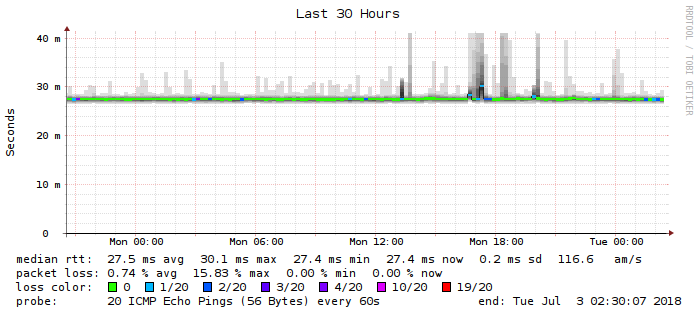 Last 30 Hours
RRDTOOL / TOBI OETIKER
40 m
30 m
20 m
10 m
0
Seconds
Mon 00:00 Mon 06:00 Mon 12:00 Mon 18:00 Tue 00:00
median rtt: 27.5 ms avg 30.1 ms max 27.4 ms min 27.4 ms now 0.2 ms sd 116.6 am/s
packet loss: 0.74 % avg 15.83 % max 0.00 % min 0.00 % now
loss color: 0 1/20 2/20 3/20 4/20 10/20 19/20
probe: 20 ICMP Echo Pings (56 Bytes) every 60s end: Tue Jul 3 02:30:07 2018